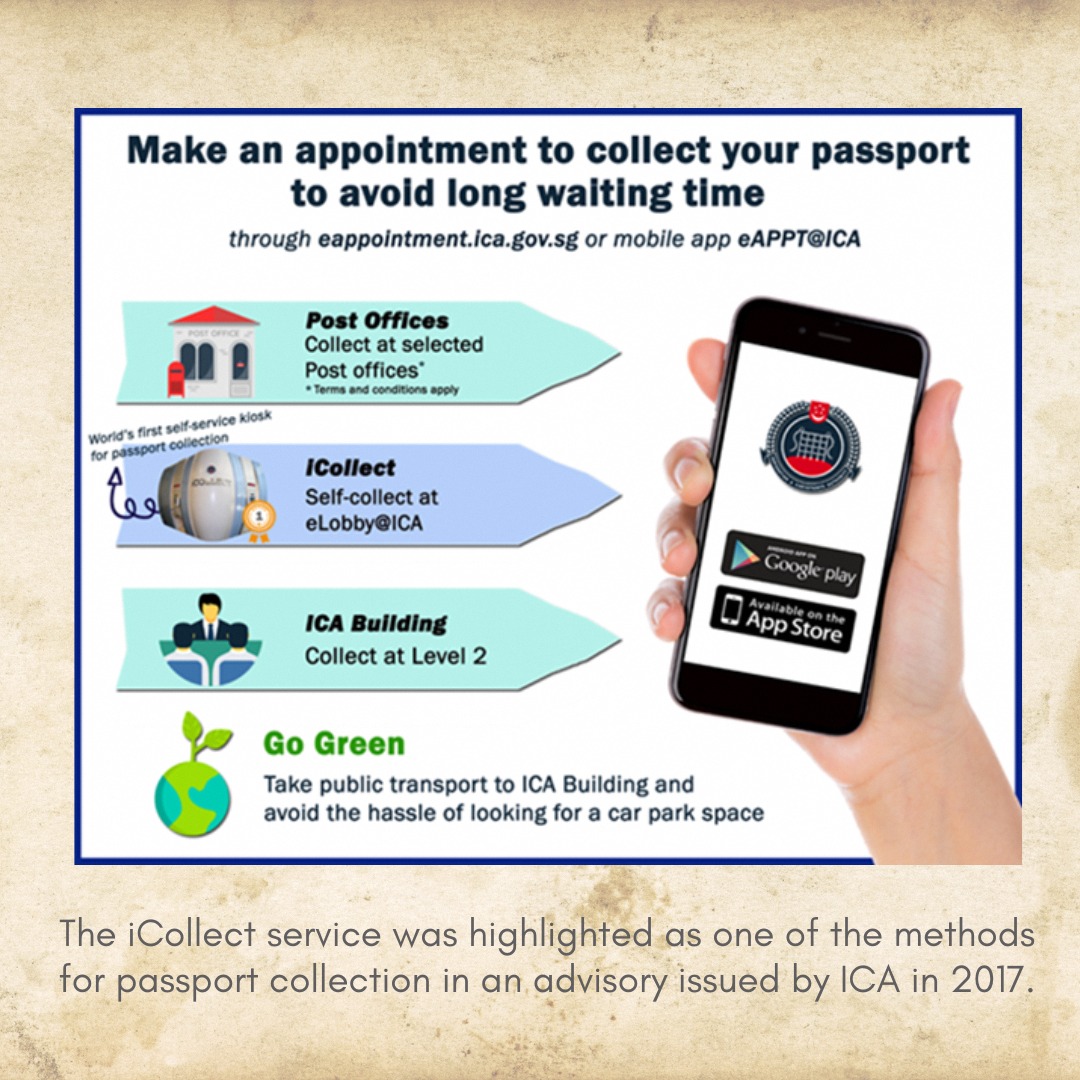 Make an appointment to collect your passport
to avoid long waiting time
through eappointment.ica.gov.sg or mobile app eAPPT@ICA
POST OFFICE
Post Offices
Collect at selected
Post offices*
* Terms and conditions apply
World's first self-service kiosk
for passport collection
iCOLLECT
1
iCollect
Self-collect at
eLobby@ICA
ICA Building
Collect at Level 2
Go Green
Take public transport to ICA Building and
avoid the hassle of looking for a car park space
ANDROID APP ON
Google play
Available on the
App Store
The iCollect service was highlighted as one of the methods
for passport collection in an advisory issued by ICA in 2017.